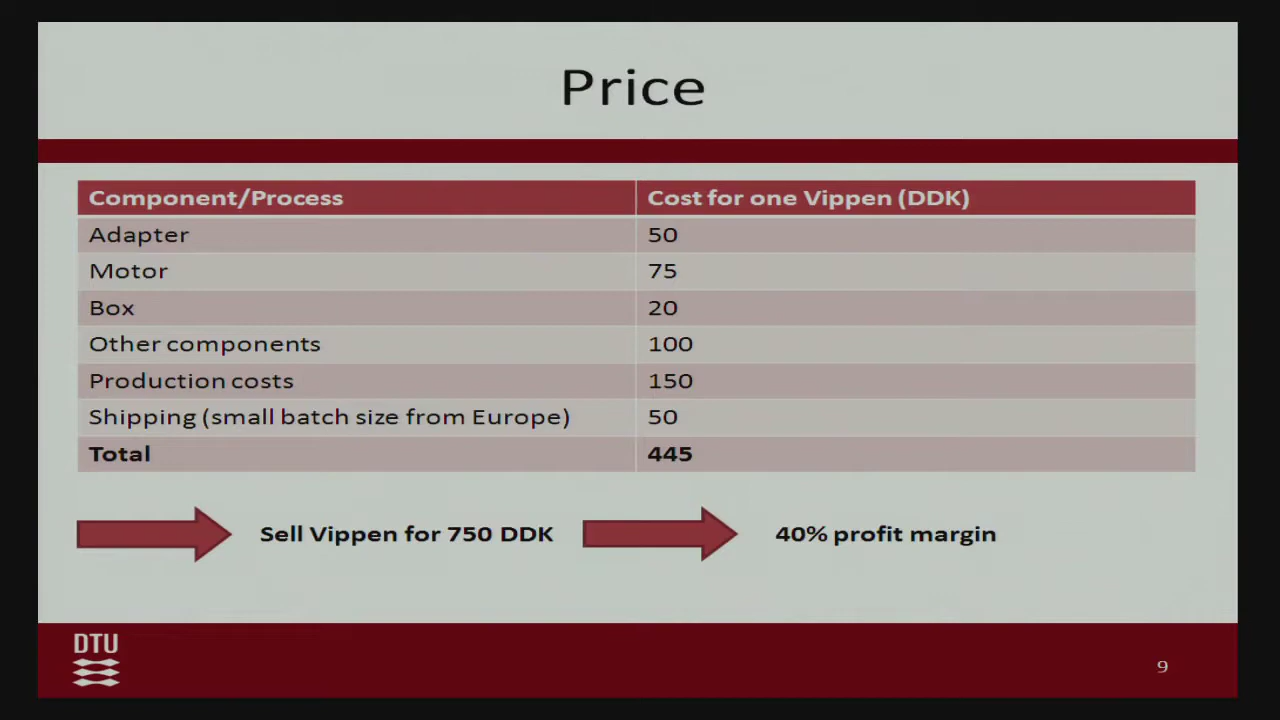 Price
Component/Process Cost for one Vippen (DDK)
Adapter 50
Motor 75
Box 20
Other components 100
Production costs 150
Shipping (small batch size from Europe) 50
Total 445
Sell Vippen for 750 DDK 40% profit margin
DTU
9